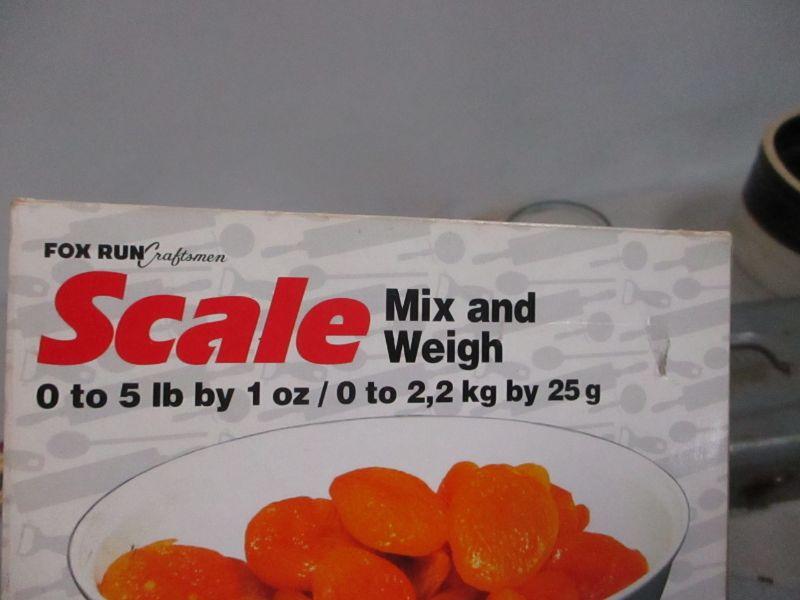 FOX RUN Craftsmen
Scale
Mix and
Weigh
0 to 5 lb by 1 oz / 0 to 2,2 kg by 25 g